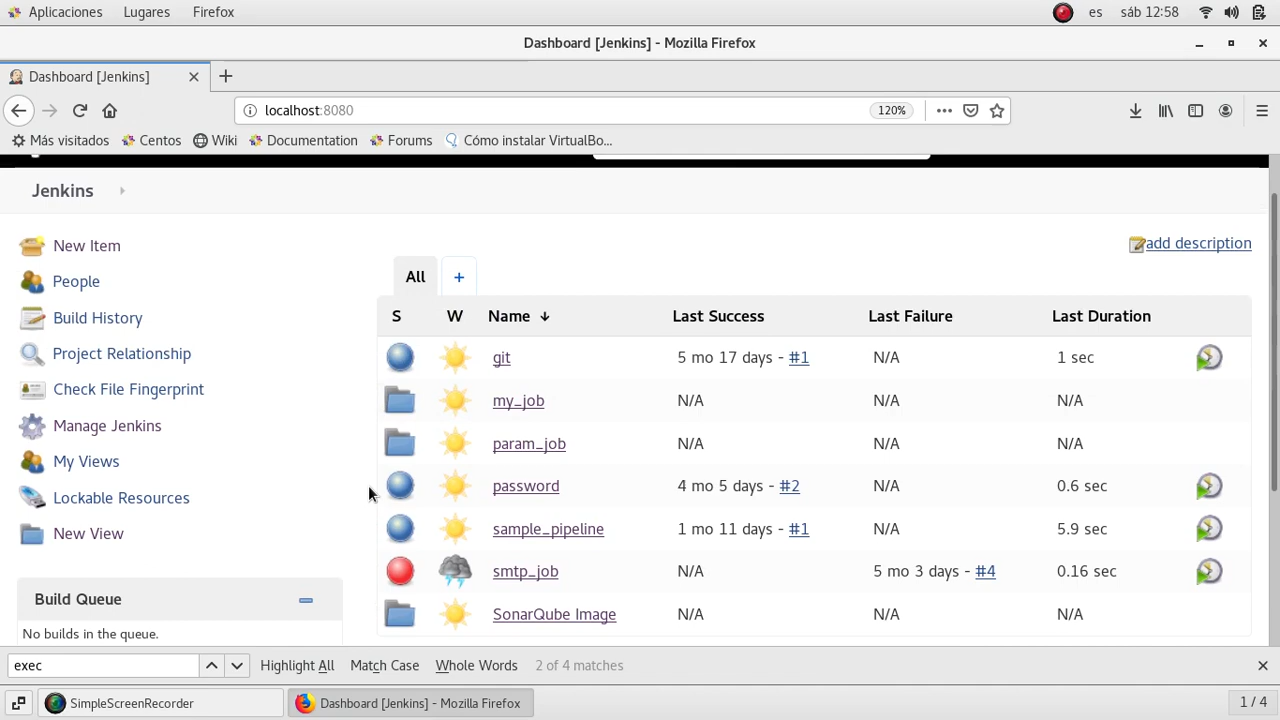 Aplicaciones Lugares Firefox es sáb 12:58
Dashboard [Jenkins] - Mozilla Firefox
Dashboard [Jenkins]
localhost:8080 120%
Más visitados Centos Wiki Documentation Forums Cómo instalar VirtualBo...
Jenkins
New Item
People
Build History
Project Relationship
Check File Fingerprint
Manage Jenkins
My Views
Lockable Resources
New View
Build Queue
No builds in the queue.
add description
All +
S W Name ↓ Last Success Last Failure Last Duration
git 5 mo 17 days - #1 N/A 1 sec
my_job N/A N/A N/A
param_job N/A N/A N/A
password 4 mo 5 days - #2 N/A 0.6 sec
sample_pipeline 1 mo 11 days - #1 N/A 5.9 sec
smtp_job N/A 5 mo 3 days - #4 0.16 sec
SonarQube Image N/A N/A N/A
exec Highlight All Match Case Whole Words 2 of 4 matches
SimpleScreenRecorder Dashboard [Jenkins] - Mozilla Firefox 1 / 4